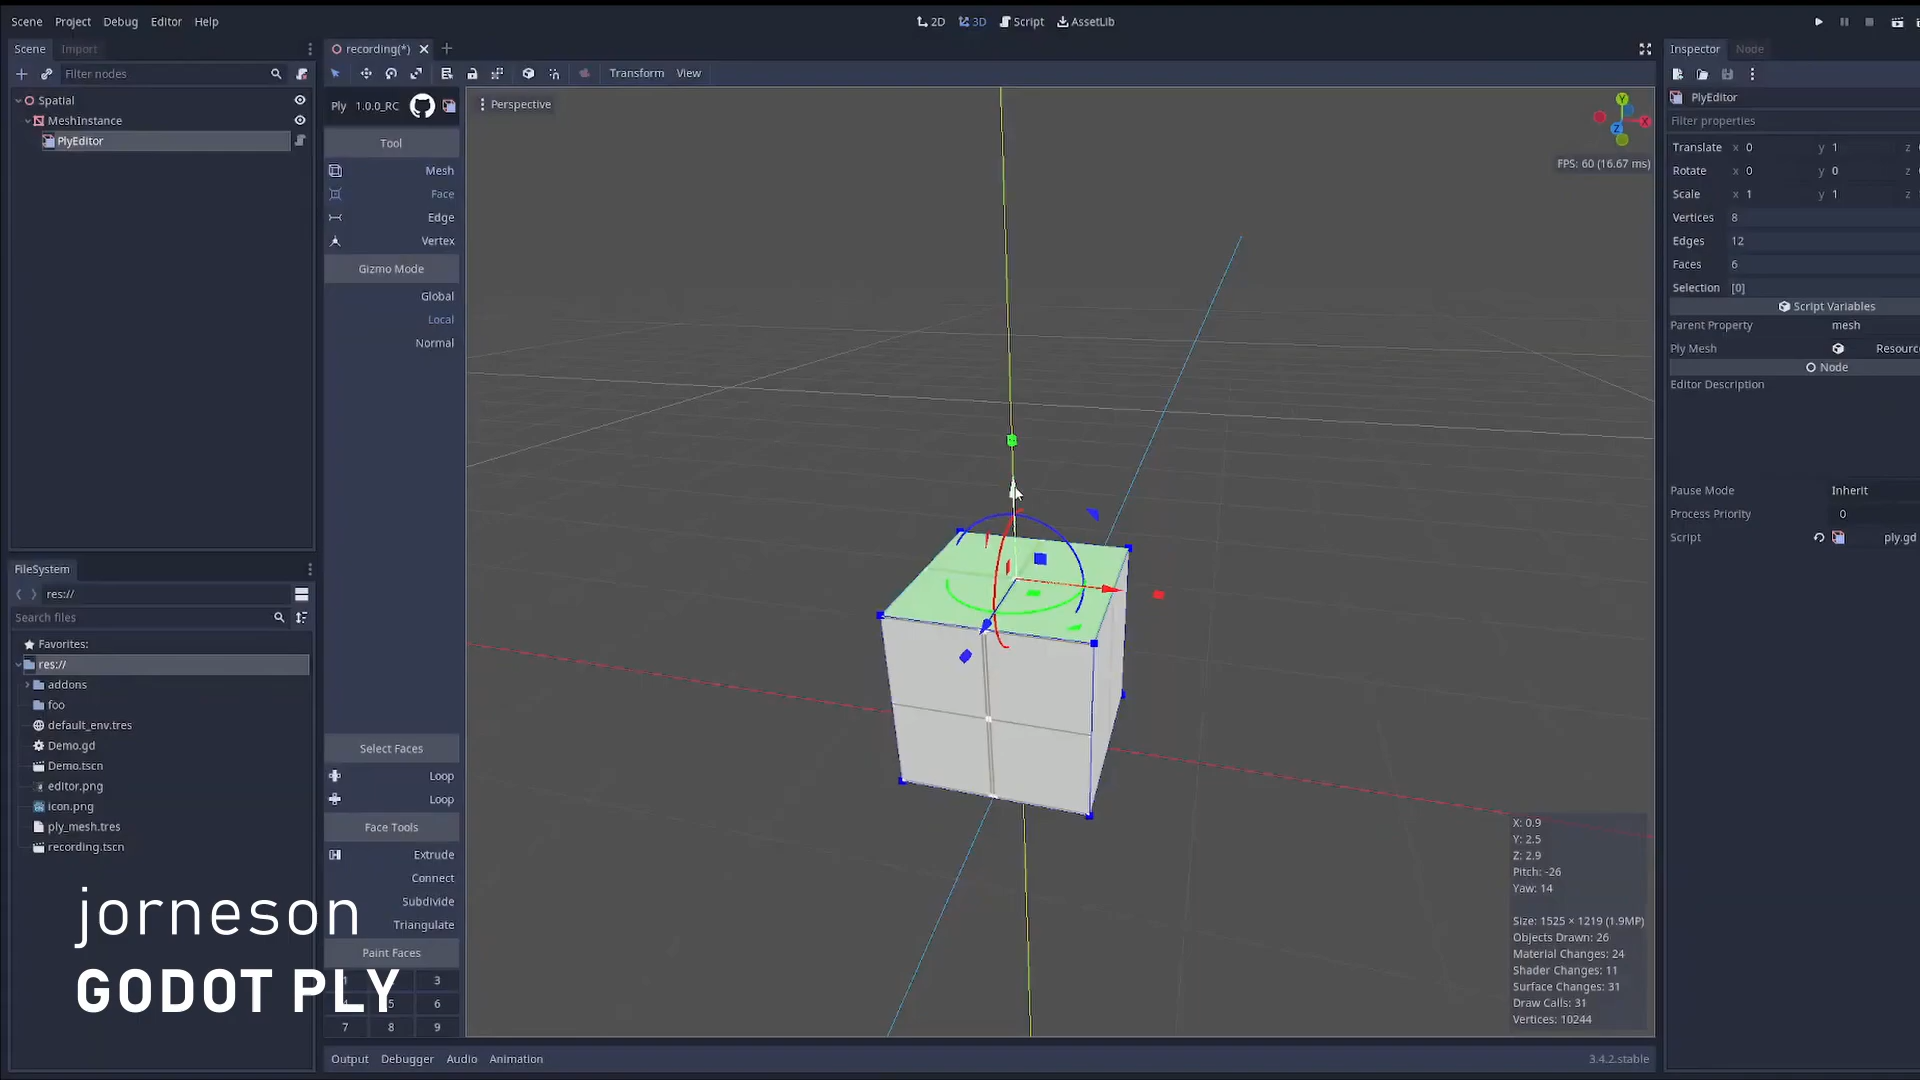 Scene Project Debug Editor Help
2D 3D Script AssetLib
Scene Import
Filter nodes
Spatial
MeshInstance
PlyEditor
FileSystem
res://
Search files
Favorites:
res://
addons
foo
default_env.tres
Demo.gd
Demo.tscn
editor.png
icon.png
ply_mesh.tres
recording.tscn
recording(*)
Transform View
Ply 1.0.0_RC
Tool
Mesh
Face
Edge
Vertex
Gizmo Mode
Global
Local
Normal
Select Faces
Loop
Loop
Face Tools
Extrude
Connect
Subdivide
Triangulate
Paint Faces
3
5 6
7 8 9
jorneson
GODOT PLY
Perspective
Y
X
Z
FPS: 60 (16.67 ms)
X: 0.9
Y: 2.5
Z: 2.9
Pitch: -26
Yaw: 14
Size: 1525 × 1219 (1.9MP)
Objects Drawn: 26
Material Changes: 24
Shader Changes: 11
Surface Changes: 31
Draw Calls: 31
Vertices: 10244
Output Debugger Audio Animation
3.4.2.stable
Inspector Node
PlyEditor
Filter properties
Translate x 0 y 1 z
Rotate x 0 y 0 z
Scale x 1 y 1 z
Vertices 8
Edges 12
Faces 6
Selection [0]
Script Variables
Parent Property mesh
Ply Mesh Resourc
Node
Editor Description
Pause Mode Inherit
Process Priority 0
Script ply.gd